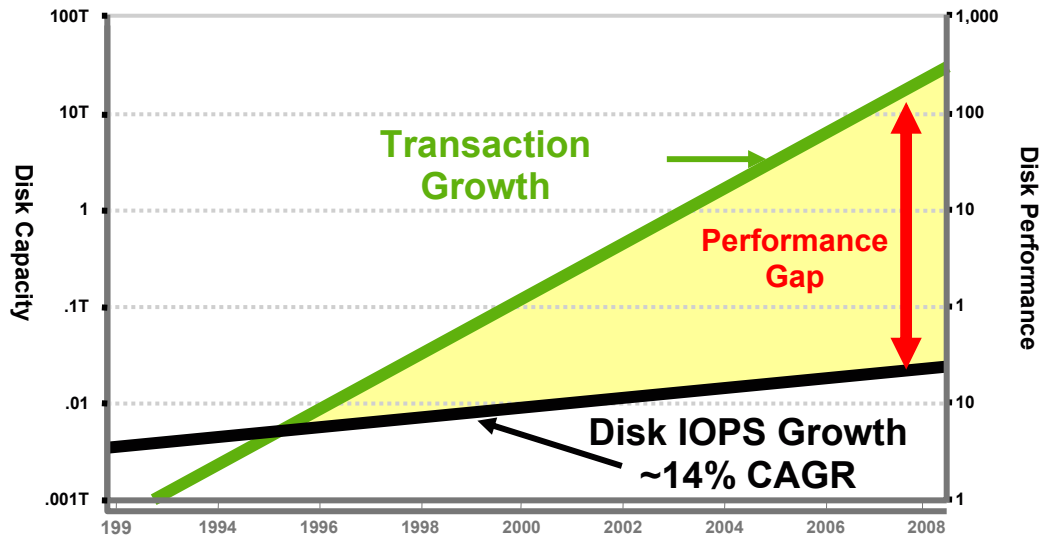 100T
10T
1
.1T
.01
.001T
Disk Capacity
1,000
100
10
1
10
1
Disk Performance
Transaction
Growth
Performance
Gap
Disk IOPS Growth
~14% CAGR
199
1994
1996
1998
2000
2002
2004
2006
2008